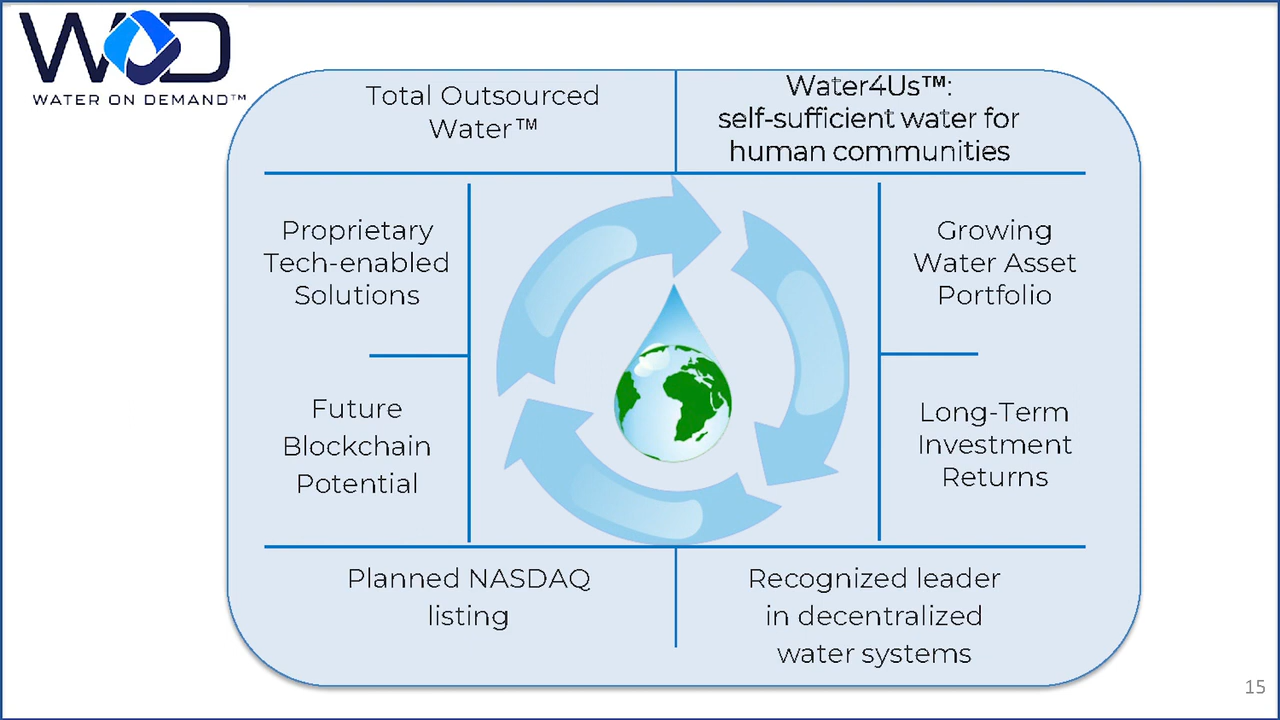 WOD
WATER ON DEMAND™
Total Outsourced
Water™
Water4Us™:
self-sufficient water for
human communities
Proprietary
Tech-enabled
Solutions
Growing
Water Asset
Portfolio
Future
Blockchain
Potential
Long-Term
Investment
Returns
Planned NASDAQ
listing
Recognized leader
in decentralized
water systems
15